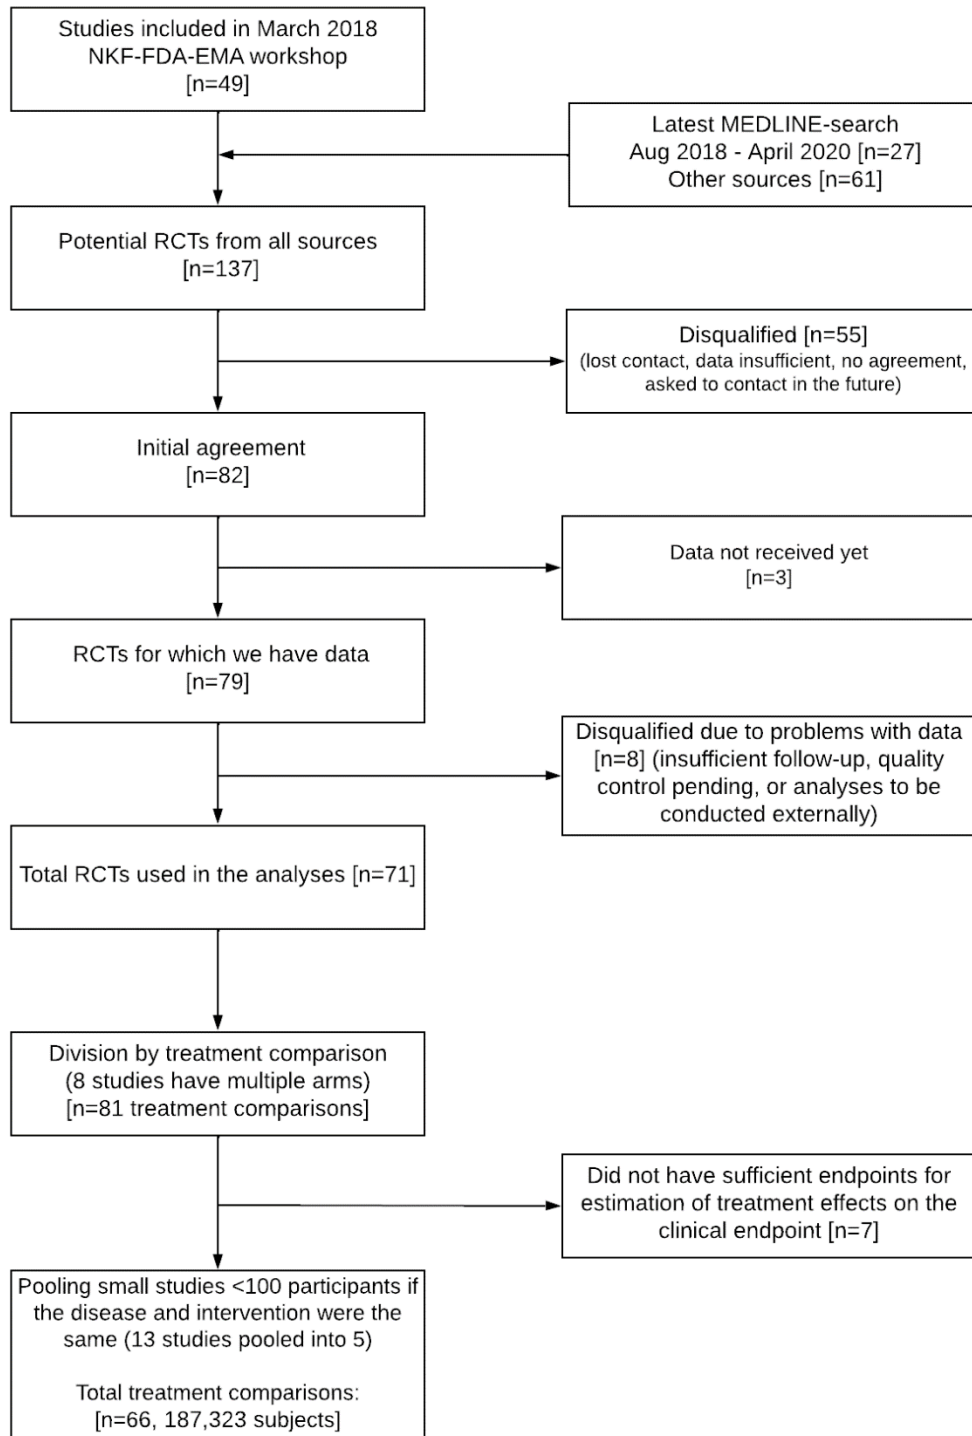 Studies included in March 2018
NKF-FDA-EMA workshop
[n=49]
Latest MEDLINE-search
Aug 2018 - April 2020 [n=27]
Other sources [n=61]
Potential RCTs from all sources
[n=137]
Disqualified [n=55]
(lost contact, data insufficient, no agreement,
asked to contact in the future)
Initial agreement
[n=82]
Data not received yet
[n=3]
RCTs for which we have data
[n=79]
Disqualified due to problems with data
[n=8] (insufficient follow-up, quality
control pending, or analyses to be
conducted externally)
Total RCTs used in the analyses [n=71]
Division by treatment comparison
(8 studies have multiple arms)
[n=81 treatment comparisons]
Did not have sufficient endpoints for
estimation of treatment effects on the
clinical endpoint [n=7]
Pooling small studies <100 participants if
the disease and intervention were the
same (13 studies pooled into 5)
Total treatment comparisons:
[n=66, 187,323 subjects]